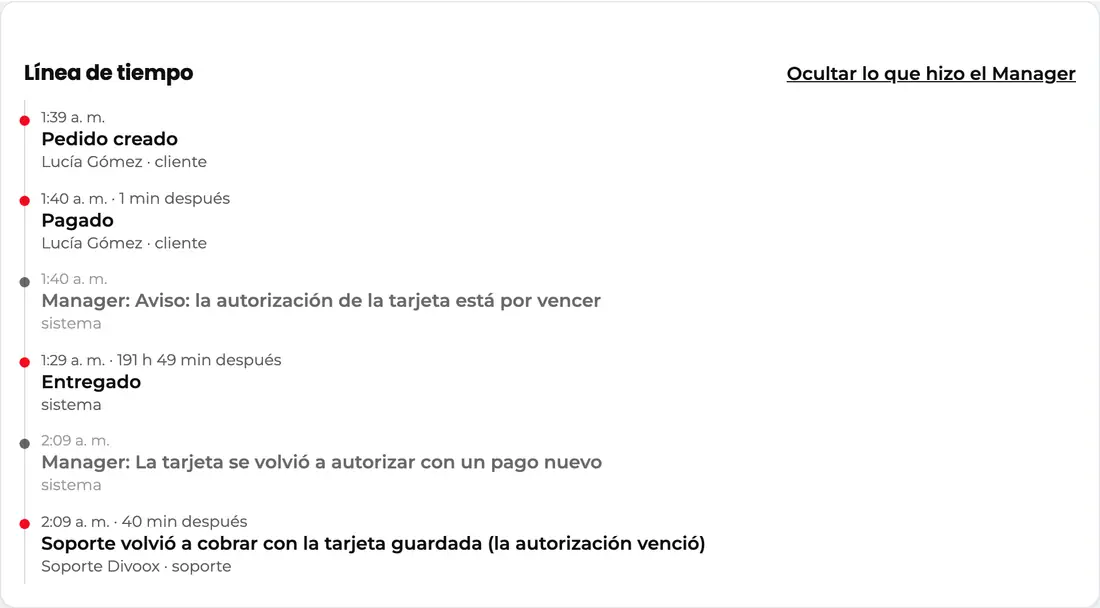 Línea de tiempo
Ocultar lo que hizo el Manager
1:39 a. m.
Pedido creado
Lucía Gómez · cliente
1:40 a. m. · 1 min después
Pagado
Lucía Gómez · cliente
1:40 a. m.
Manager: Aviso: la autorización de la tarjeta está por vencer
sistema
1:29 a. m. · 191 h 49 min después
Entregado
sistema
2:09 a. m.
Manager: La tarjeta se volvió a autorizar con un pago nuevo
sistema
2:09 a. m. · 40 min después
Soporte volvió a cobrar con la tarjeta guardada (la autorización venció)
Soporte Divoox · soporte